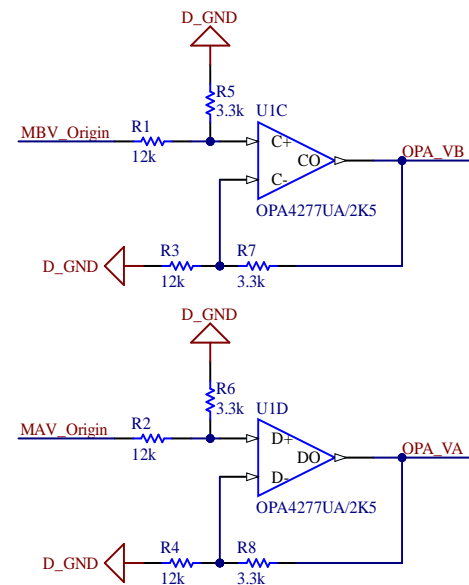 D_GND
R5
3.3k
U1C
MBV_Origin
R1
12k
C+
CO
C-
OPA_VB
OPA4277UA/2K5
D_GND
R3
12k
R7
3.3k
D_GND
R6
3.3k
U1D
MAV_Origin
R2
12k
D+
DO
D-
OPA_VA
OPA4277UA/2K5
D_GND
R4
12k
R8
3.3k